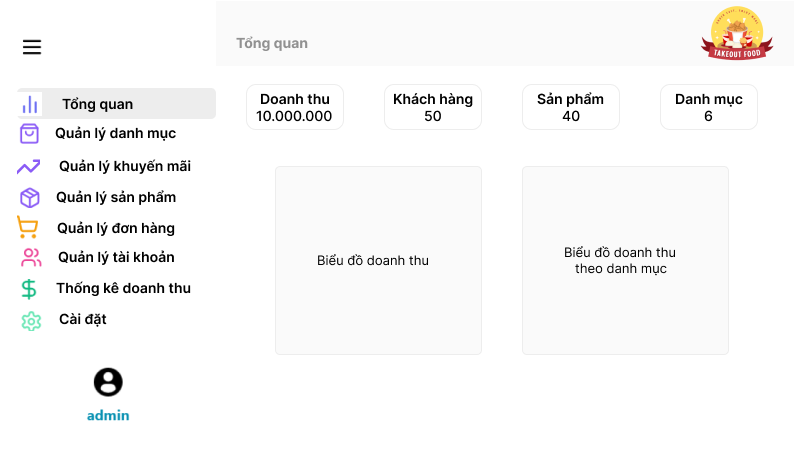 Tổng quan
TAKEOUT FOOD
Tổng quan
Quản lý danh mục
Quản lý khuyến mãi
Quản lý sản phẩm
Quản lý đơn hàng
Quản lý tài khoản
Thống kê doanh thu
Cài đặt
admin
Doanh thu
10.000.000
Khách hàng
50
Sản phẩm
40
Danh mục
6
Biểu đồ doanh thu
Biểu đồ doanh thu
theo danh mục